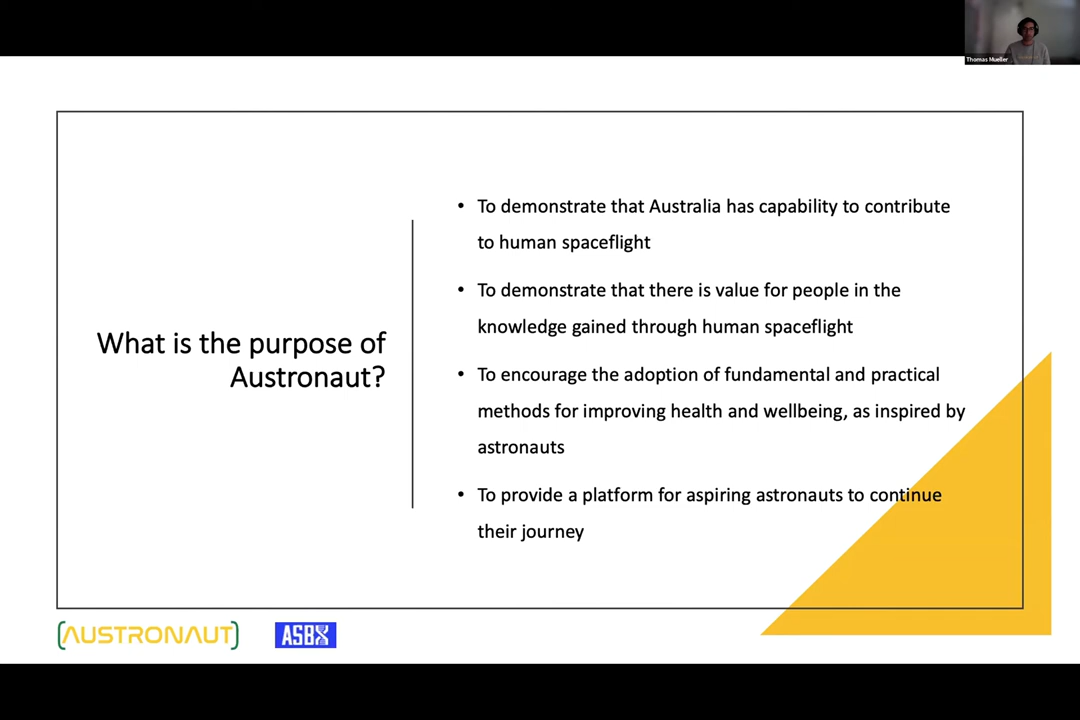 Thomas Mueller
What is the purpose of
Austronaut?
• To demonstrate that Australia has capability to contribute
to human spaceflight
• To demonstrate that there is value for people in the
knowledge gained through human spaceflight
• To encourage the adoption of fundamental and practical
methods for improving health and wellbeing, as inspired by
astronauts
• To provide a platform for aspiring astronauts to continue
their journey
(AUSTRONAUT)
ASBX